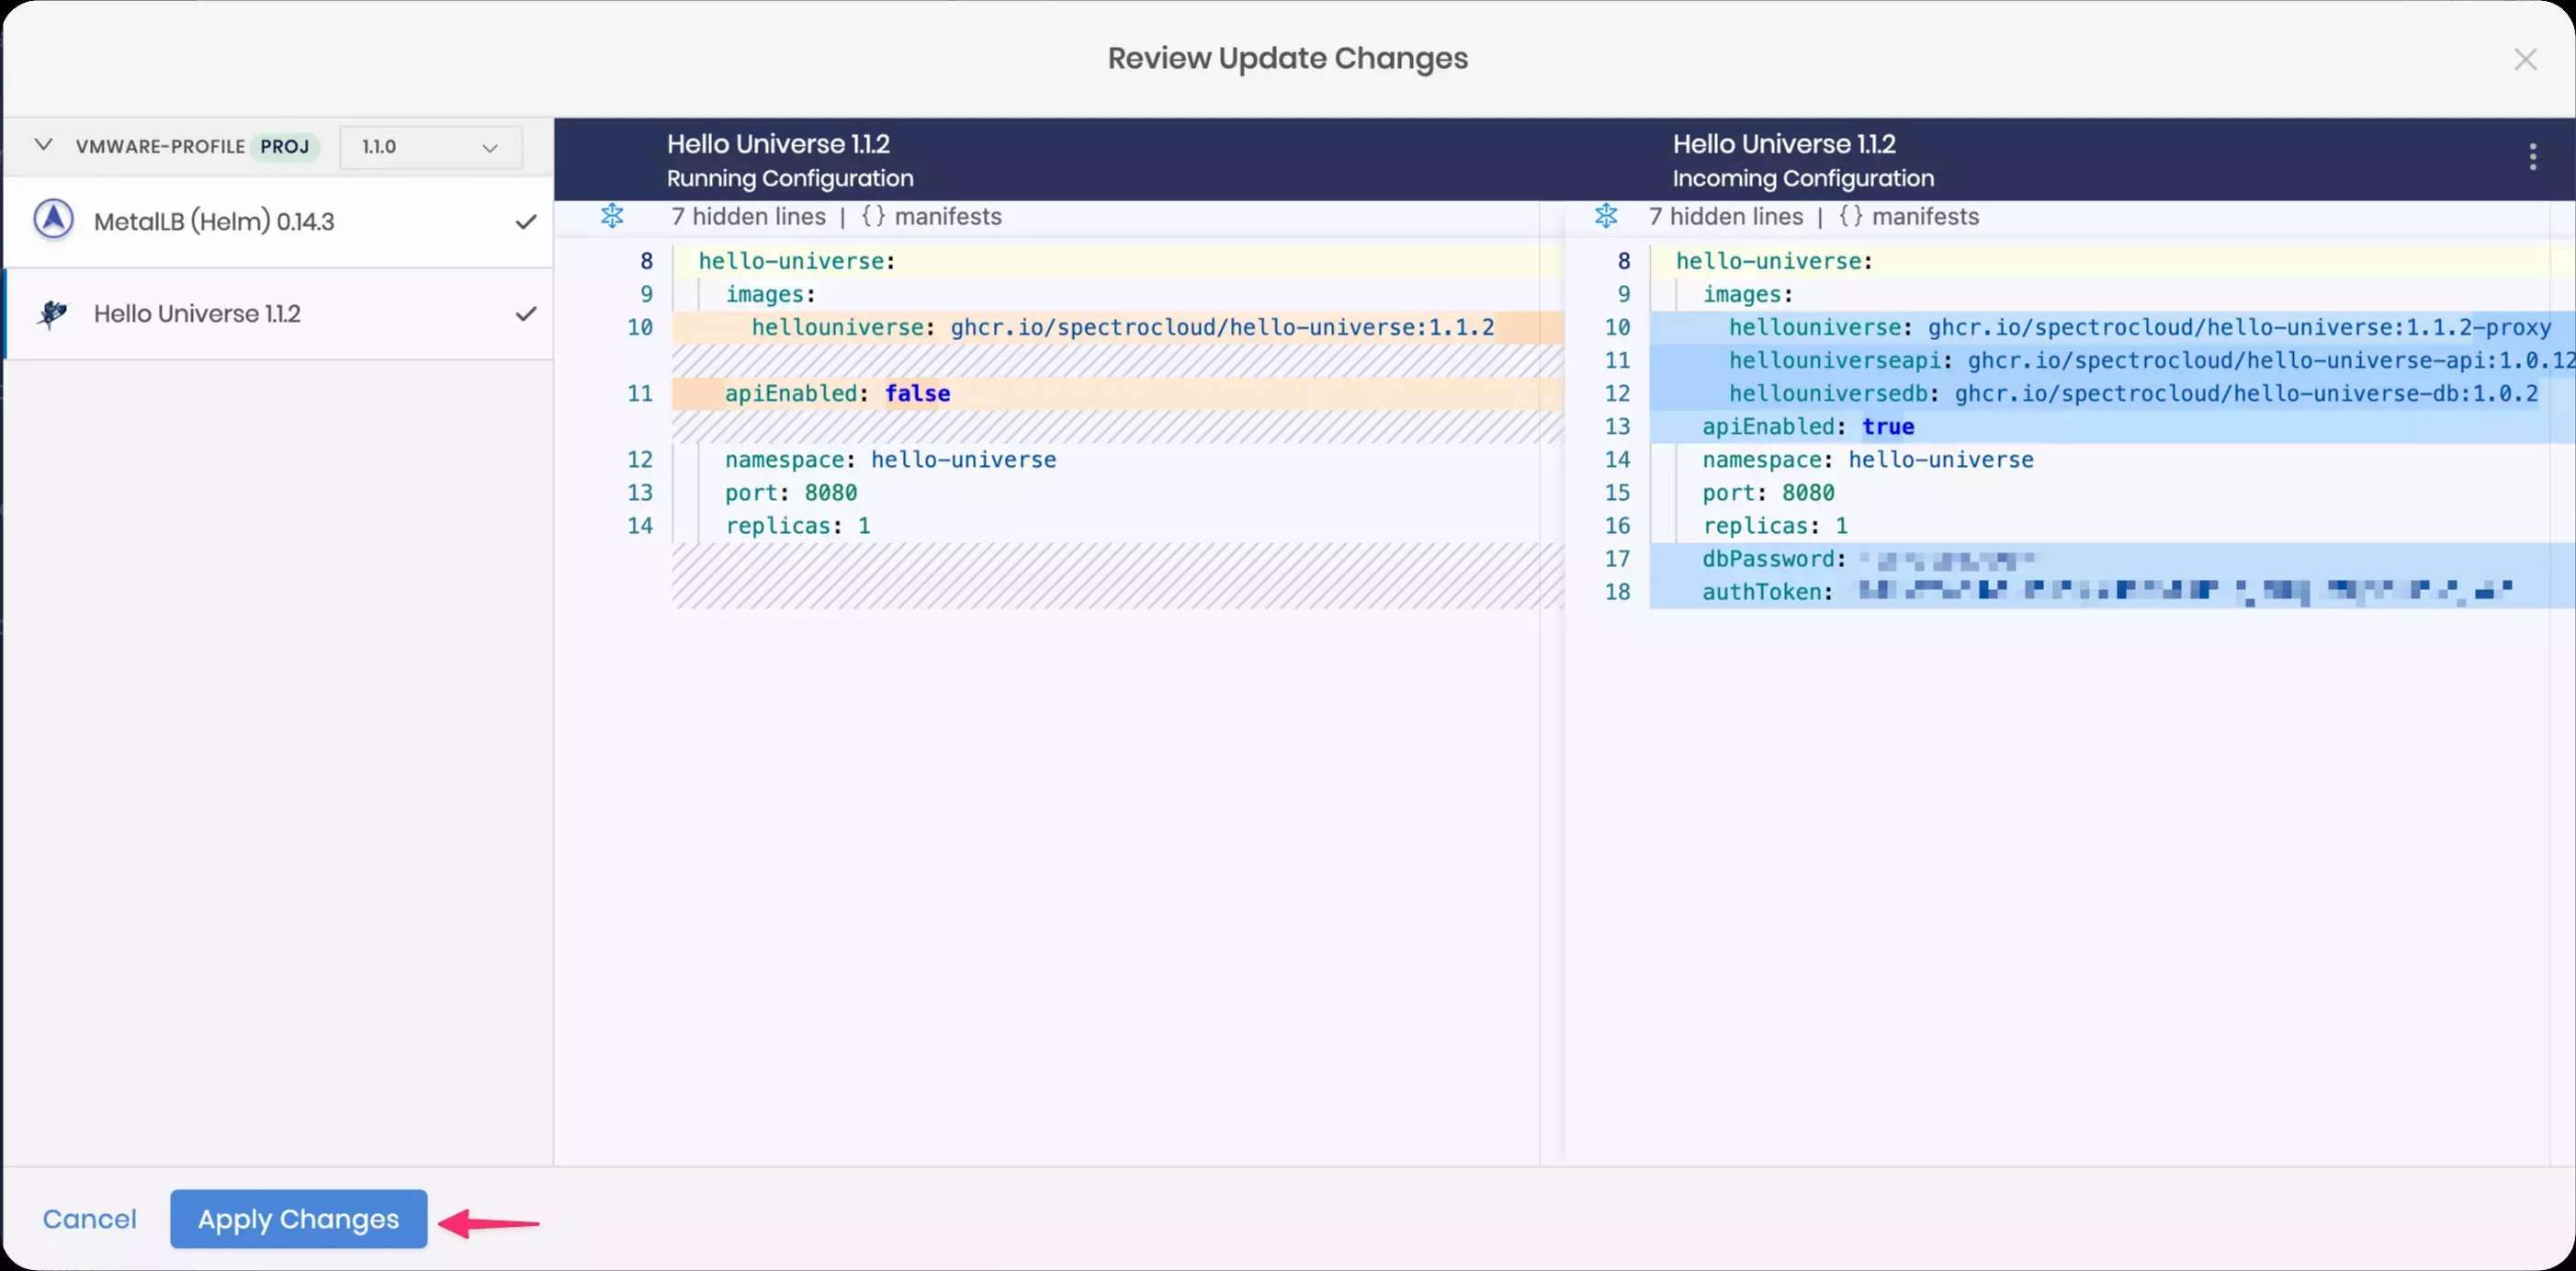 Review Update Changes
VMWARE-PROFILE PROJ 1.1.0
MetalLB (Helm) 0.14.3
Hello Universe 1.1.2
Hello Universe 1.1.2
Running Configuration
7 hidden lines | {} manifests
8 hello-universe:
9 images:
10 hellouniverse: ghcr.io/spectrocloud/hello-universe:1.1.2
11 apiEnabled: false
12 namespace: hello-universe
13 port: 8080
14 replicas: 1
Hello Universe 1.1.2
Incoming Configuration
7 hidden lines | {} manifests
8 hello-universe:
9 images:
10 hellouniverse: ghcr.io/spectrocloud/hello-universe:1.1.2-proxy
11 hellouniverseapi: ghcr.io/spectrocloud/hello-universe-api:1.0.12
12 hellouniversedb: ghcr.io/spectrocloud/hello-universe-db:1.0.2
13 apiEnabled: true
14 namespace: hello-universe
15 port: 8080
16 replicas: 1
17 dbPassword:
18 authToken:
Cancel
Apply Changes